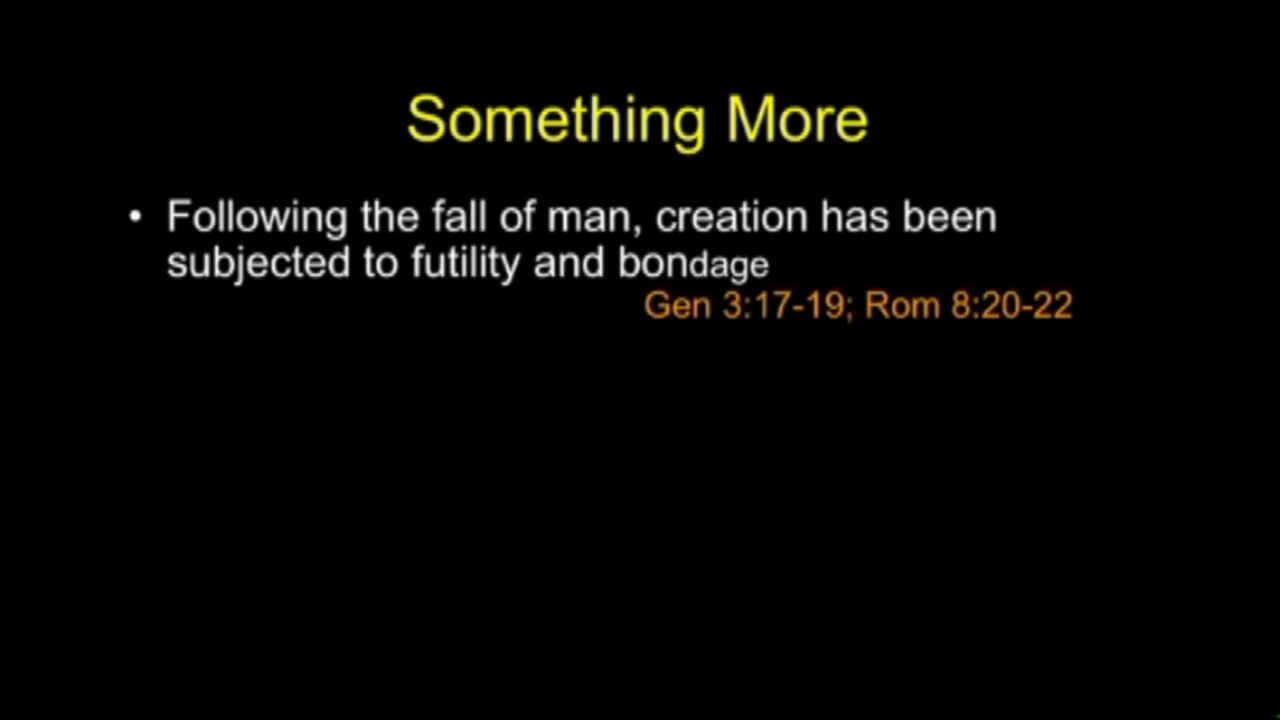 Something More
• Following the fall of man, creation has been
subjected to futility and bondage
Gen 3:17-19; Rom 8:20-22